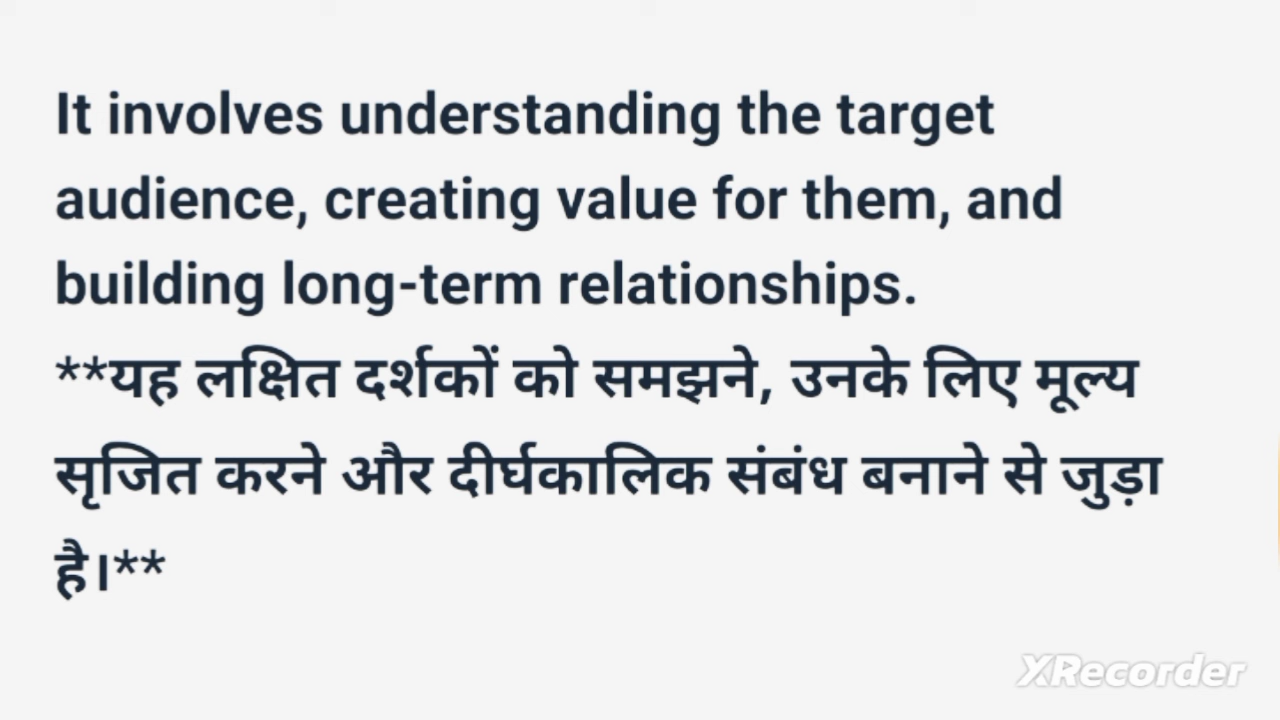 It involves understanding the target
audience, creating value for them, and
building long-term relationships.
**यह लक्षित दर्शकों को समझने, उनके लिए मूल्य
सृजित करने और दीर्घकालिक संबंध बनाने से जुड़ा
है।**
XRecorder